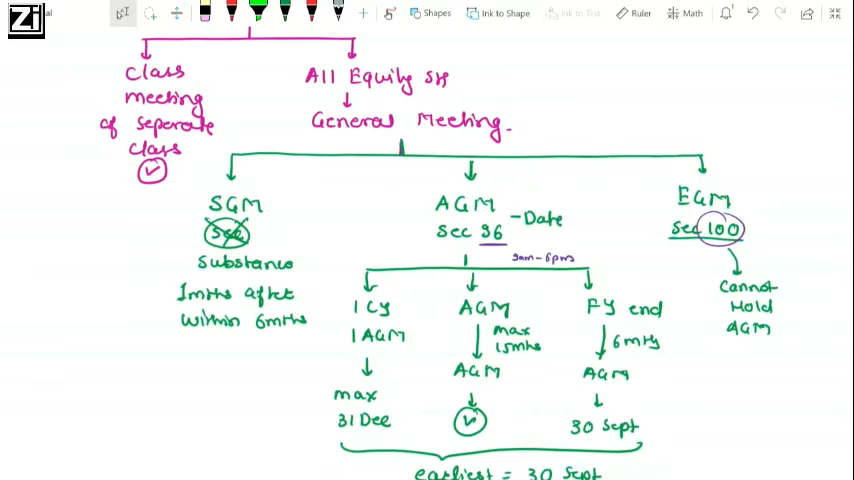 Zi
al
Shapes
Ink to Shape
Ink to Text
Ruler
Math
Class
meeting
of seperate
class
All Equity SH
General Meeting.
SGM
Sec
Substance
1mths after
within 6mths
AGM
Sec 96
- Date
9am-6pm
1 CY
1 AGM
max
31 Dec
AGM
max
15mths
AGM
FY end
6mths
AGM
30 Sept
EGM
Sec 100
Cannot
Hold
AGM
earliest = 30 Sept